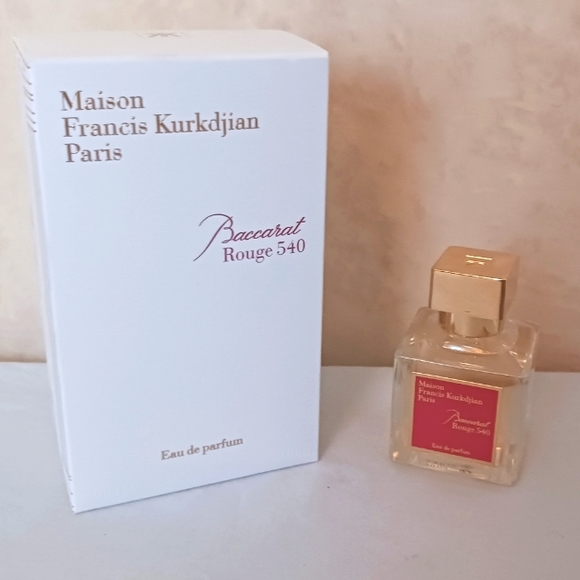 Maison
Francis Kurkdjian
Paris
Baccarat
Rouge 540
Eau de parfum
Maison
Francis Kurkdjian
Paris
Baccarat
Rouge 540
Eau de parfum